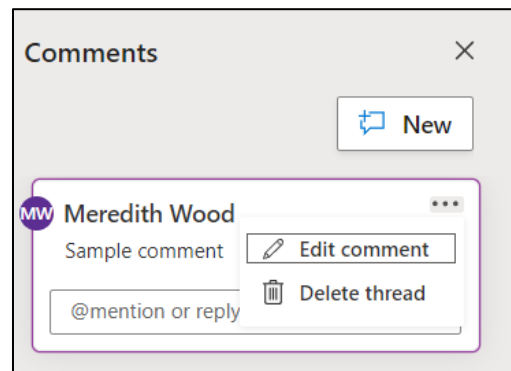 Comments
New
MW Meredith Wood
Sample comment
Edit comment
Delete thread
@mention or reply